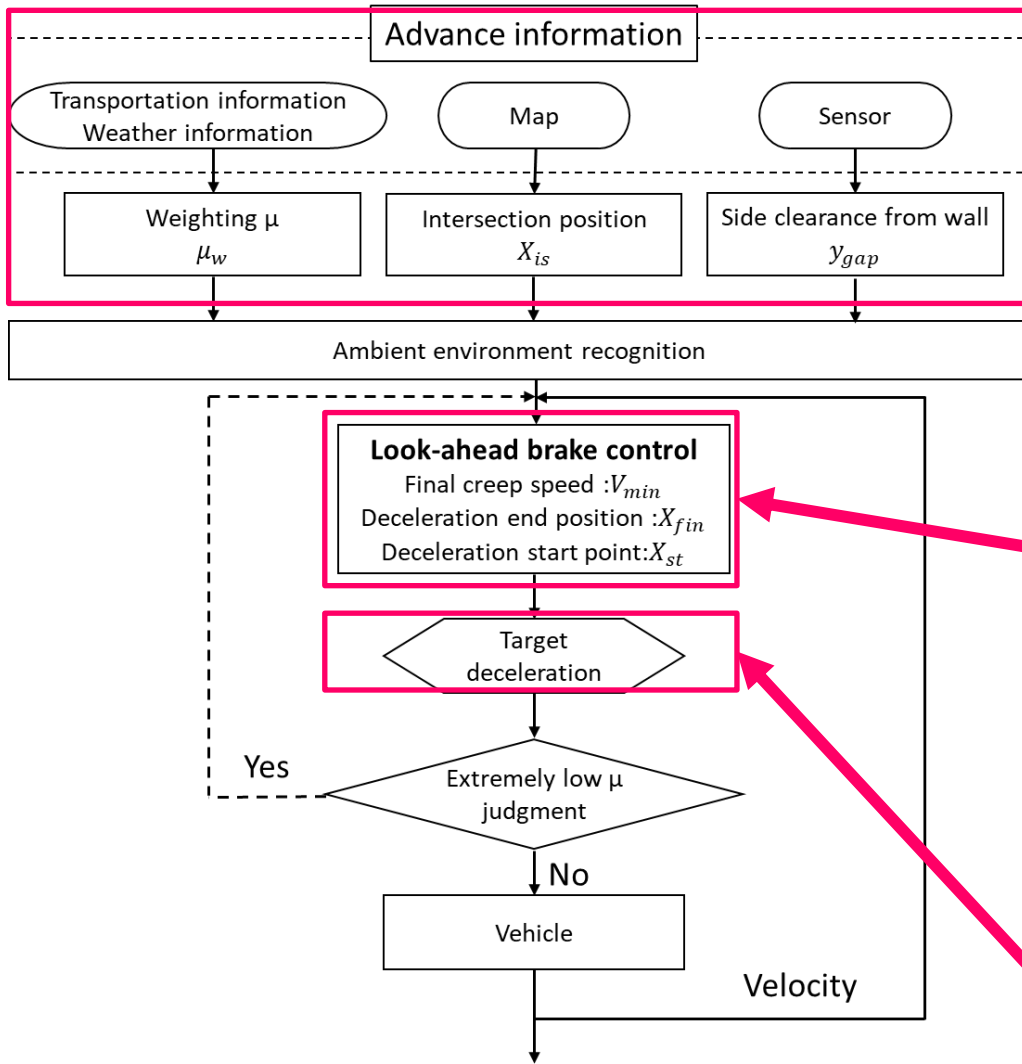 Advance information
Transportation information
Weather information
Map
Sensor
Weighting μ
μ_w
Intersection position
X_is
Side clearance from wall
y_gap
Ambient environment recognition
Look-ahead brake control
Final creep speed :V_min
Deceleration end position :X_fin
Deceleration start point:X_st
Target
deceleration
Yes
Extremely low μ
judgment
No
Vehicle
Velocity